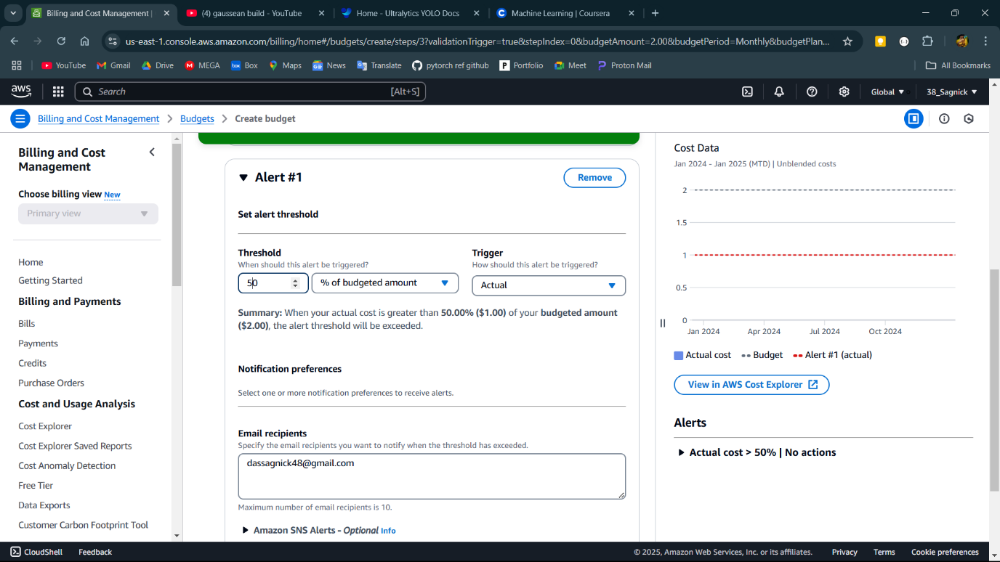 Billing and Cost Management |
(4) gaussean build - YouTube
Home - Ultralytics YOLO Docs
Machine Learning | Coursera
us-east-1.console.aws.amazon.com/billing/home#/budgets/create/steps/3?validationTrigger=true&stepIndex=0&budgetAmount=2.00&budgetPeriod=Monthly&budgetPlan...
YouTube
Gmail
Drive
MEGA
box
Box
Maps
News
Translate
pytorch ref github
Portfolio
Meet
Proton Mail
All Bookmarks
aws
Search
[Alt+S]
Global
38_Sagnick
Billing and Cost Management
Budgets
Create budget
Billing and Cost
Management
Choose billing view New
Primary view
Home
Getting Started
Billing and Payments
Bills
Payments
Credits
Purchase Orders
Cost and Usage Analysis
Cost Explorer
Cost Explorer Saved Reports
Cost Anomaly Detection
Free Tier
Data Exports
Customer Carbon Footprint Tool
Alert #1
Remove
Set alert threshold
Threshold
When should this alert be triggered?
50
% of budgeted amount
Trigger
How should this alert be triggered?
Actual
Summary: When your actual cost is greater than 50.00% ($1.00) of your budgeted amount
($2.00), the alert threshold will be exceeded.
Notification preferences
Select one or more notification preferences to receive alerts.
Email recipients
Specify the email recipients you want to notify when the threshold has exceeded.
dassagnick48@gmail.com
Maximum number of email recipients is 10.
Amazon SNS Alerts - Optional Info
Cost Data
Jan 2024 - Jan 2025 (MTD) | Unblended costs
2
1.5
1
0.5
0
Jan 2024
Apr 2024
Jul 2024
Oct 2024
Actual cost
Budget
Alert #1 (actual)
View in AWS Cost Explorer
Alerts
Actual cost > 50% | No actions
CloudShell
Feedback
© 2025, Amazon Web Services, Inc. or its affiliates.
Privacy
Terms
Cookie preferences